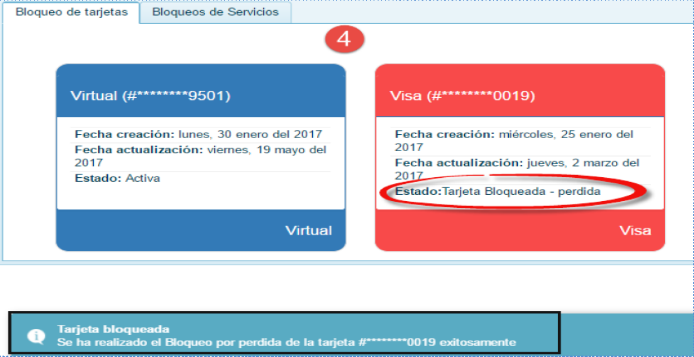 Bloqueo de tarjetas
Bloqueos de Servicios
4
Virtual (#********9501)
Fecha creación: lunes, 30 enero del 2017
Fecha actualización: viernes, 19 mayo del
2017
Estado: Activa
Virtual
Visa (#********0019)
Fecha creación: miércoles, 25 enero del
2017
Fecha actualización: jueves, 2 marzo del
2017
Estado:Tarjeta Bloqueada - perdida
Visa
Tarjeta bloqueada
Se ha realizado el Bloqueo por perdida de la tarjeta #********0019 exitosamente